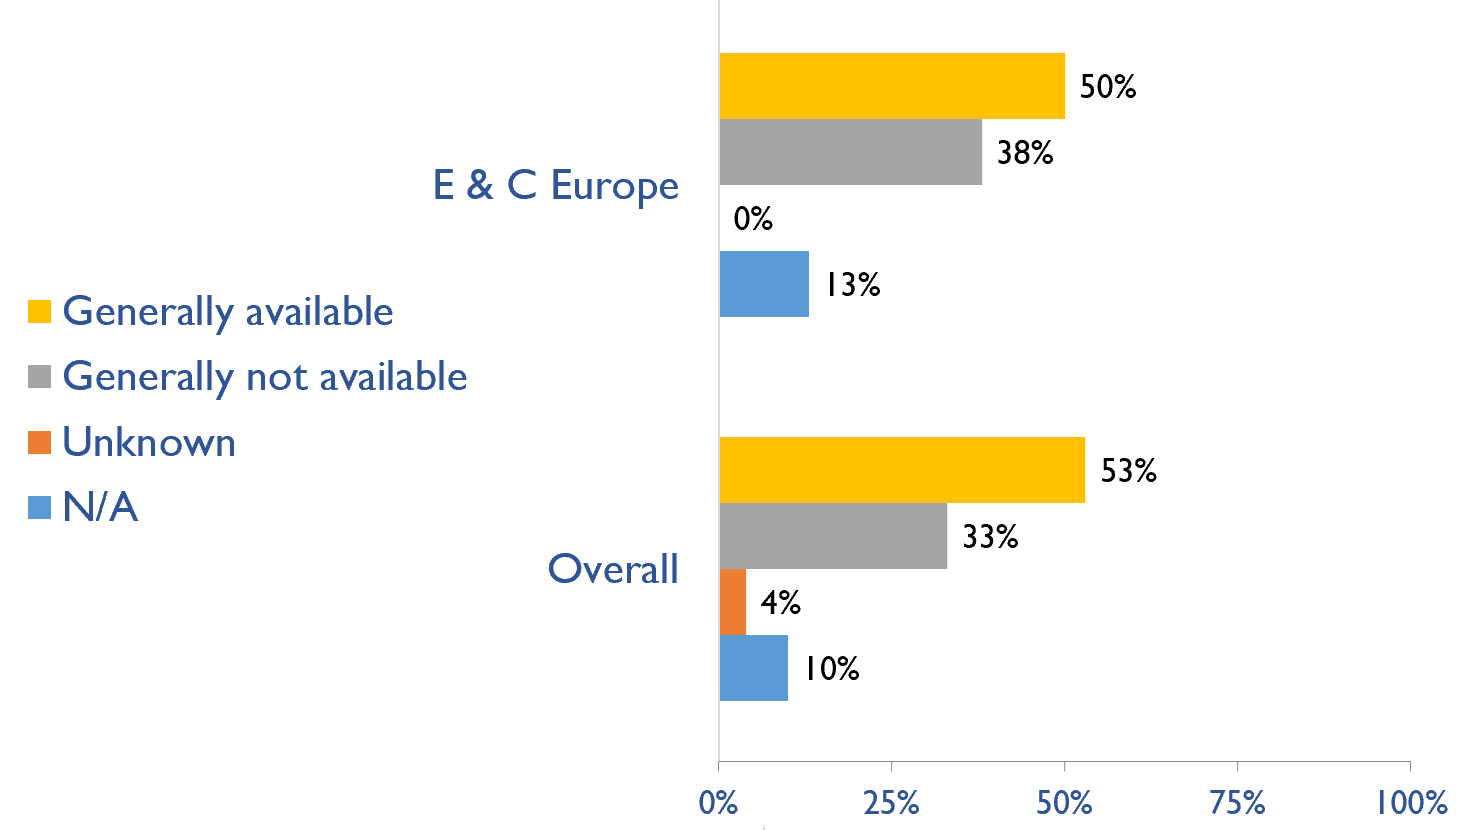 50%
38%
E & C Europe
0%
13%
Generally available
Generally not available
Unknown
N/A
53%
33%
Overall
4%
10%
0% 25% 50% 75% 100%